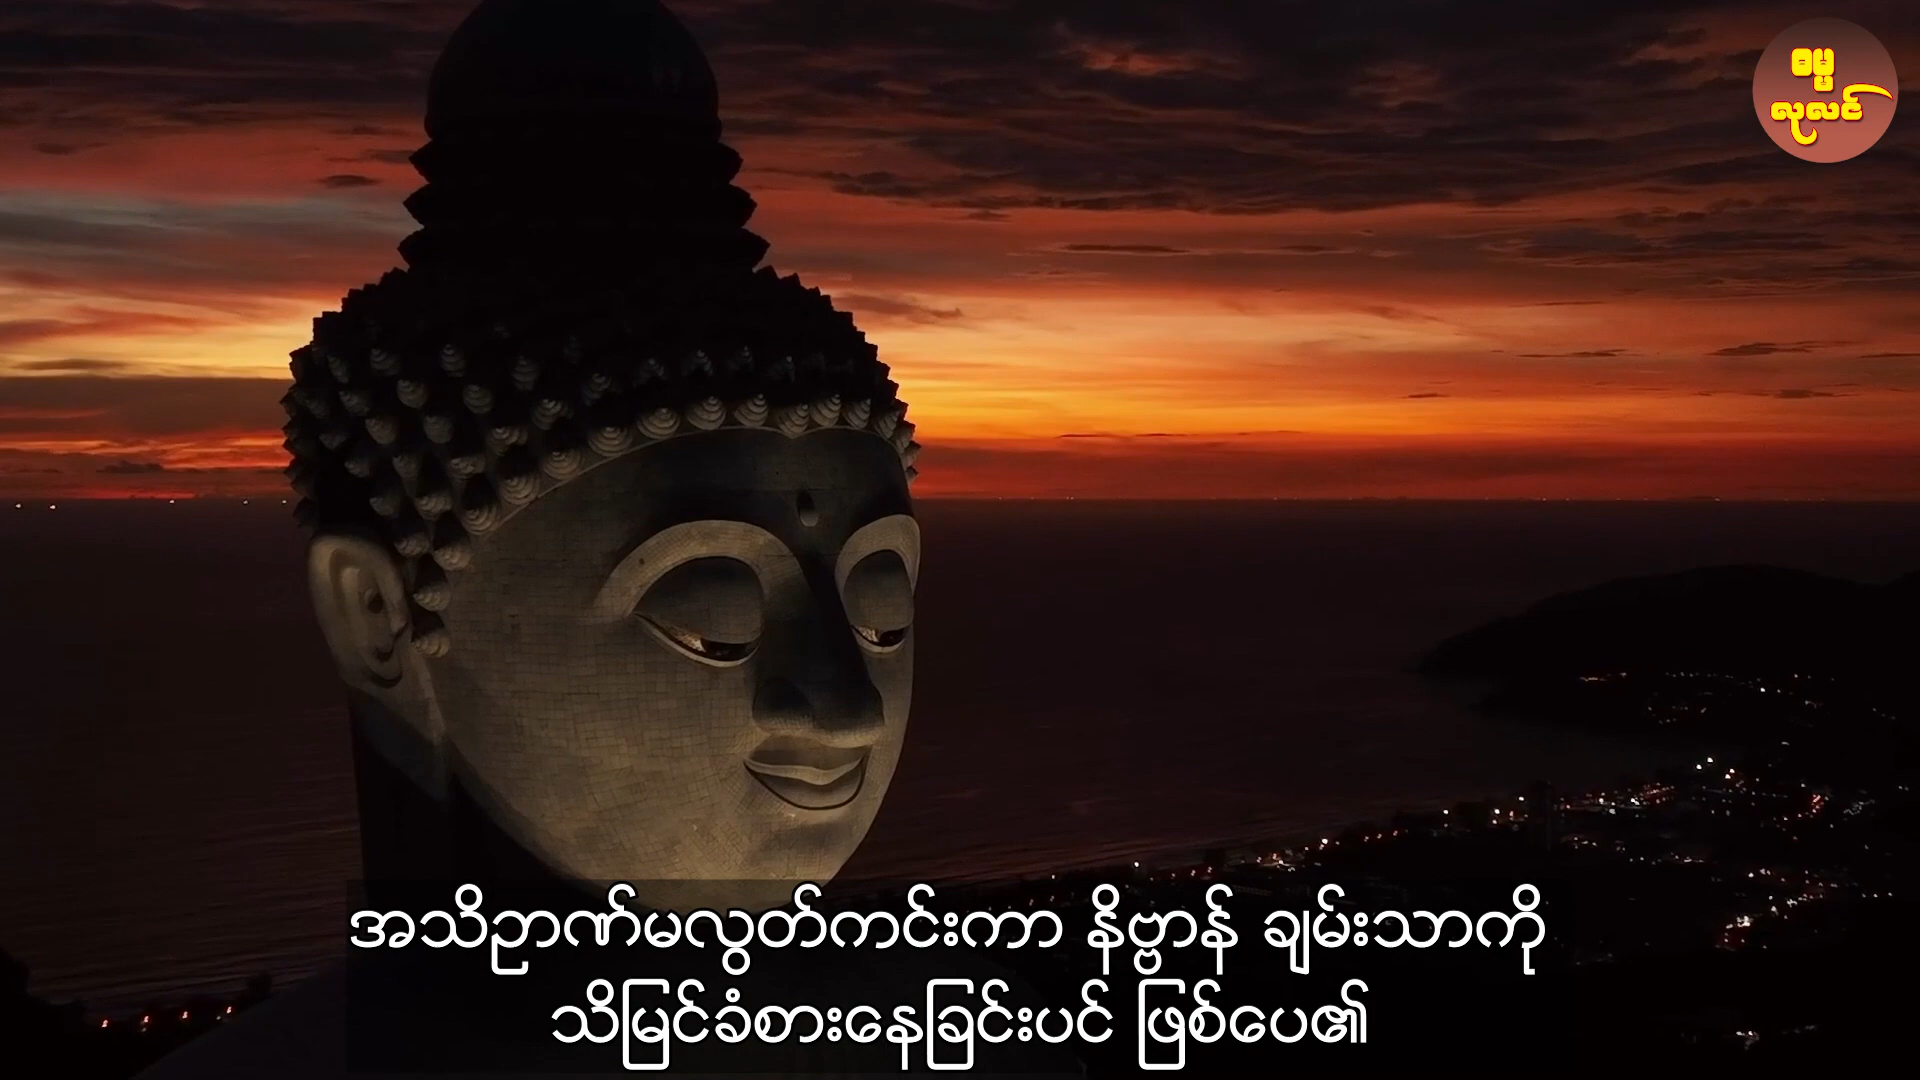 ဓမ္မ
လုလင်
အသိဉာဏ်မလွတ်ကင်းကာ နိဗ္ဗာန် ချမ်းသာကို
သိမြင်ခံစားနေခြင်းပင် ဖြစ်ပေ၏